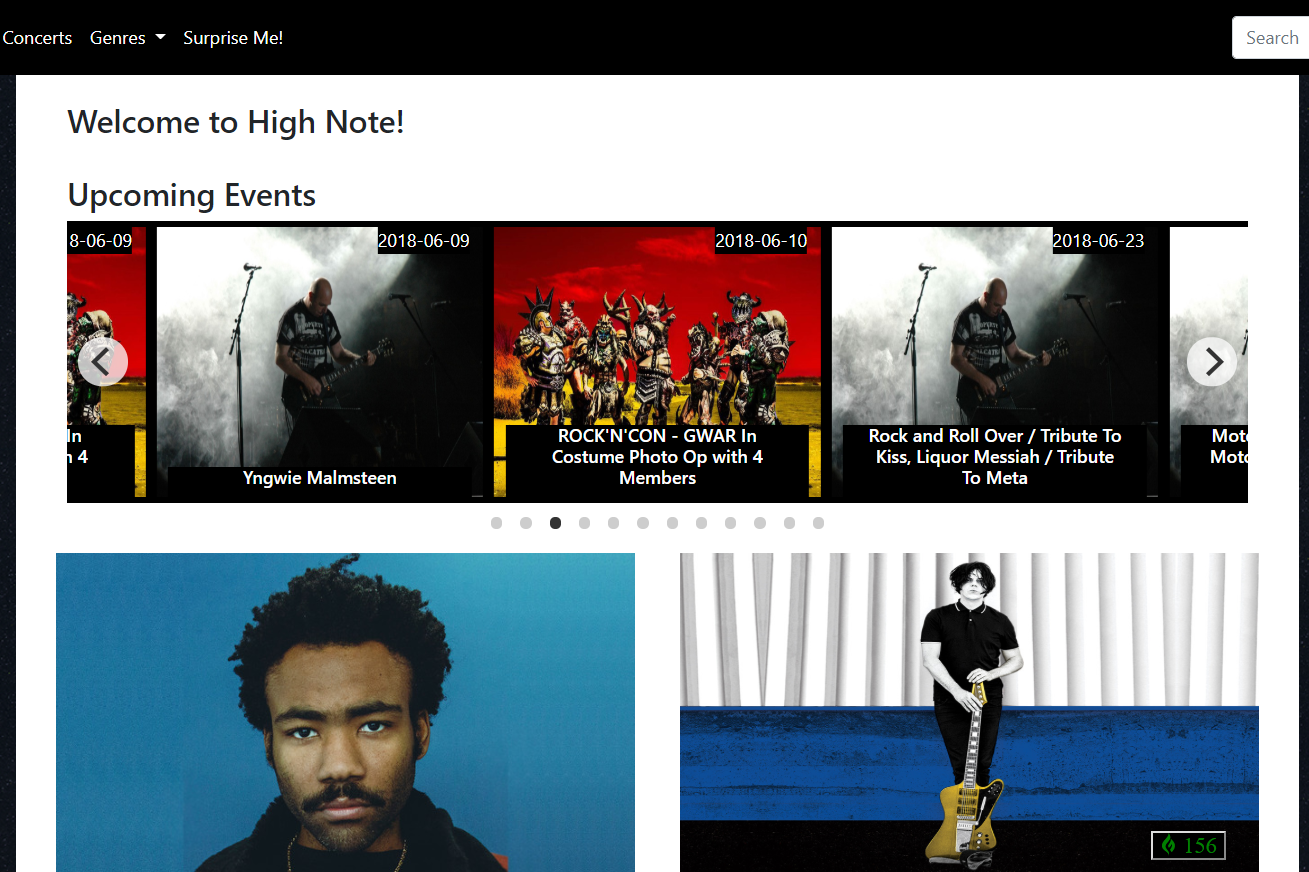 Concerts Genres Surprise Me! Search
Welcome to High Note!
Upcoming Events
8-06-09
In
4
2018-06-09
Yngwie Malmsteen
2018-06-10
ROCK'N'CON - GWAR In
Costume Photo Op with 4
Members
2018-06-23
Rock and Roll Over / Tribute To
Kiss, Liquor Messiah / Tribute
To Meta
156